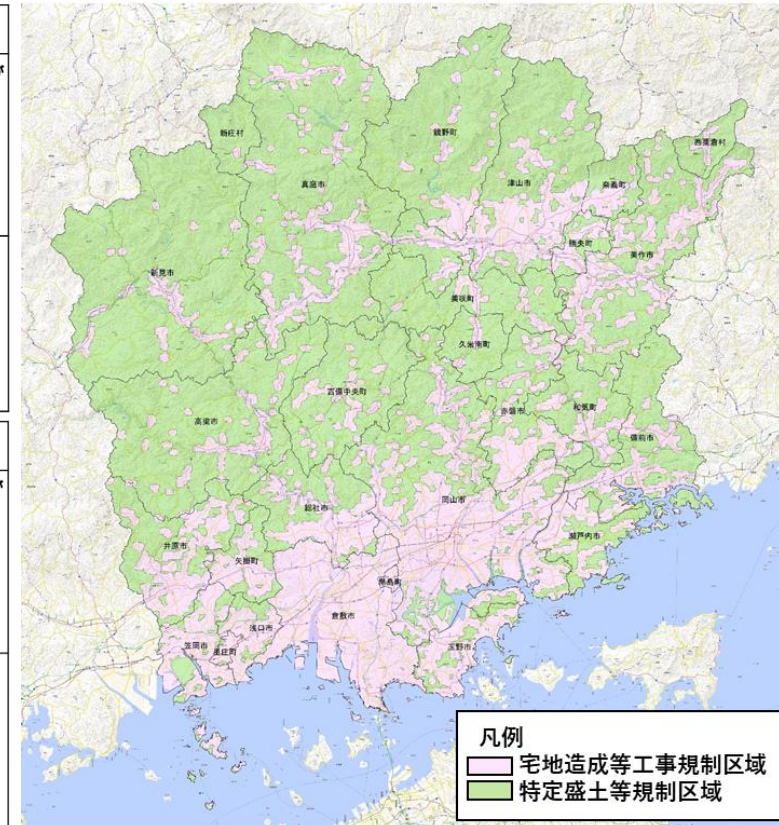 新庄村
鏡野町
西粟倉村
真庭市
津山市
奈義町
勝央町
美作市
新見市
美咲町
久米南町
吉備中央町
赤磐市
和気町
高梁市
備前市
総社市
岡山市
瀬戸内市
井原市
矢掛町
早島町
倉敷市
浅口市
笠岡市
里庄町
玉野市
凡例
宅地造成等工事規制区域
特定盛土等規制区域